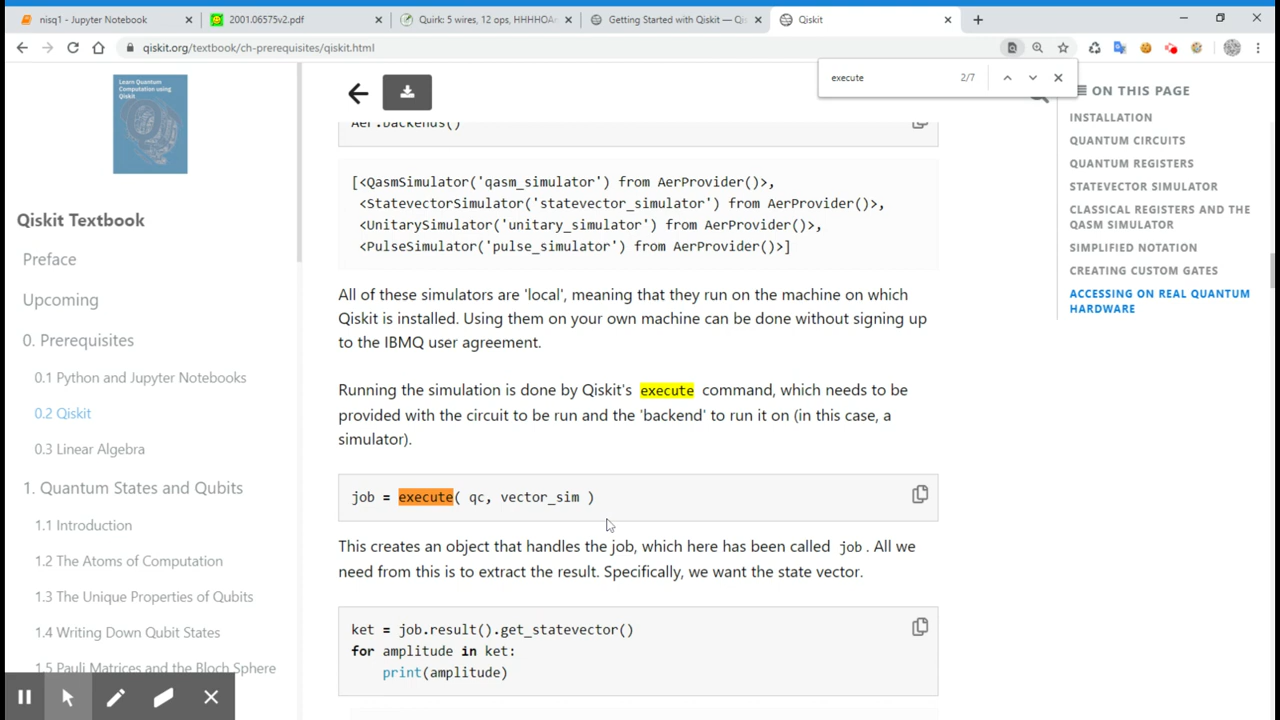 nisq1 - Jupyter Notebook
2001.06575v2.pdf
Quirk: 5 wires, 12 ops, HHHHOA
Getting Started with Qiskit — Qis
Qiskit
qiskit.org/textbook/ch-prerequisites/qiskit.html
execute 2/7
Learn Quantum
Computation using
Qiskit
Qiskit Textbook
Preface
Upcoming
0. Prerequisites
0.1 Python and Jupyter Notebooks
0.2 Qiskit
0.3 Linear Algebra
1. Quantum States and Qubits
1.1 Introduction
1.2 The Atoms of Computation
1.3 The Unique Properties of Qubits
1.4 Writing Down Qubit States
1.5 Pauli Matrices and the Bloch Sphere
Aer.backends()
[<QasmSimulator('qasm_simulator') from AerProvider()>,
<StatevectorSimulator('statevector_simulator') from AerProvider()>,
<UnitarySimulator('unitary_simulator') from AerProvider()>,
<PulseSimulator('pulse_simulator') from AerProvider()>]
All of these simulators are 'local', meaning that they run on the machine on which
Qiskit is installed. Using them on your own machine can be done without signing up
to the IBMQ user agreement.
Running the simulation is done by Qiskit's execute command, which needs to be
provided with the circuit to be run and the 'backend' to run it on (in this case, a
simulator).
job = execute( qc, vector_sim )
This creates an object that handles the job, which here has been called job. All we
need from this is to extract the result. Specifically, we want the state vector.
ket = job.result().get_statevector()
for amplitude in ket:
print(amplitude)
ON THIS PAGE
INSTALLATION
QUANTUM CIRCUITS
QUANTUM REGISTERS
STATEVECTOR SIMULATOR
CLASSICAL REGISTERS AND THE
QASM SIMULATOR
SIMPLIFIED NOTATION
CREATING CUSTOM GATES
ACCESSING ON REAL QUANTUM
HARDWARE